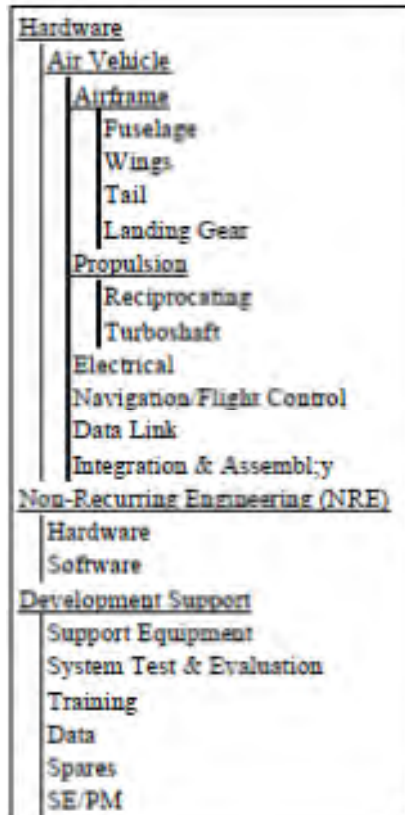 Hardware
Air Vehicle
Airframe
Fuselage
Wings
Tail
Landing Gear
Propulsion
Reciprocating
Turboshaft
Electrical
Navigation/Flight Control
Data Link
Integration & Assembl;y
Non-Recurring Engineering (NRE)
Hardware
Software
Development Support
Support Equipment
System Test & Evaluation
Training
Data
Spares
SE/PM